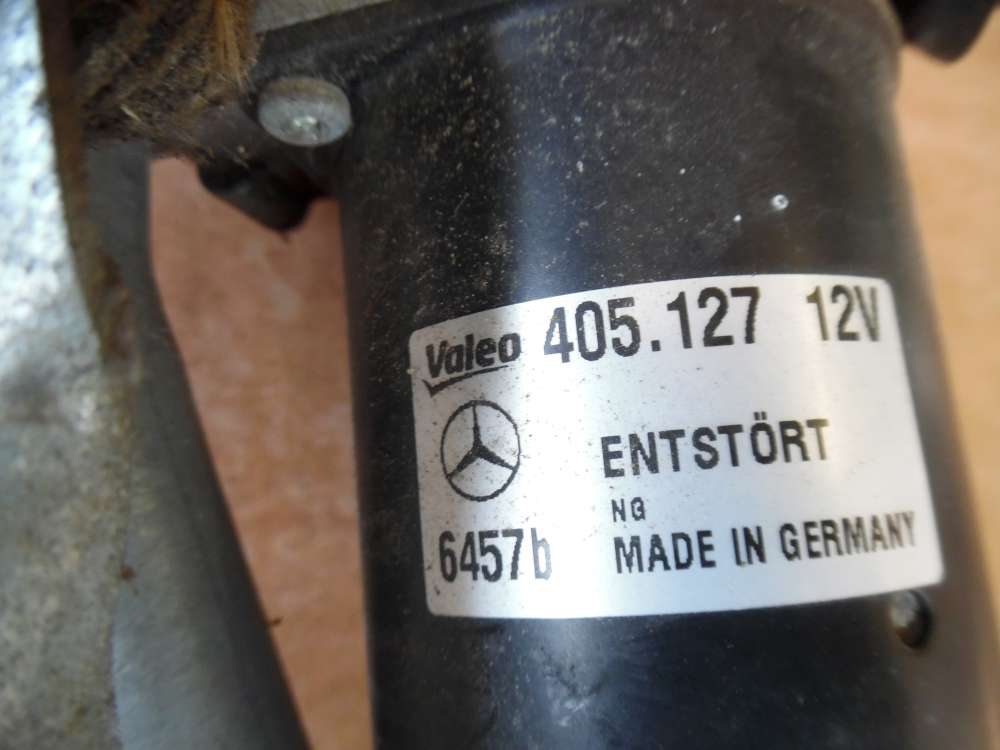 Valeo 405.127 12V
ENTSTÖRT
NG
6457b MADE IN GERMANY